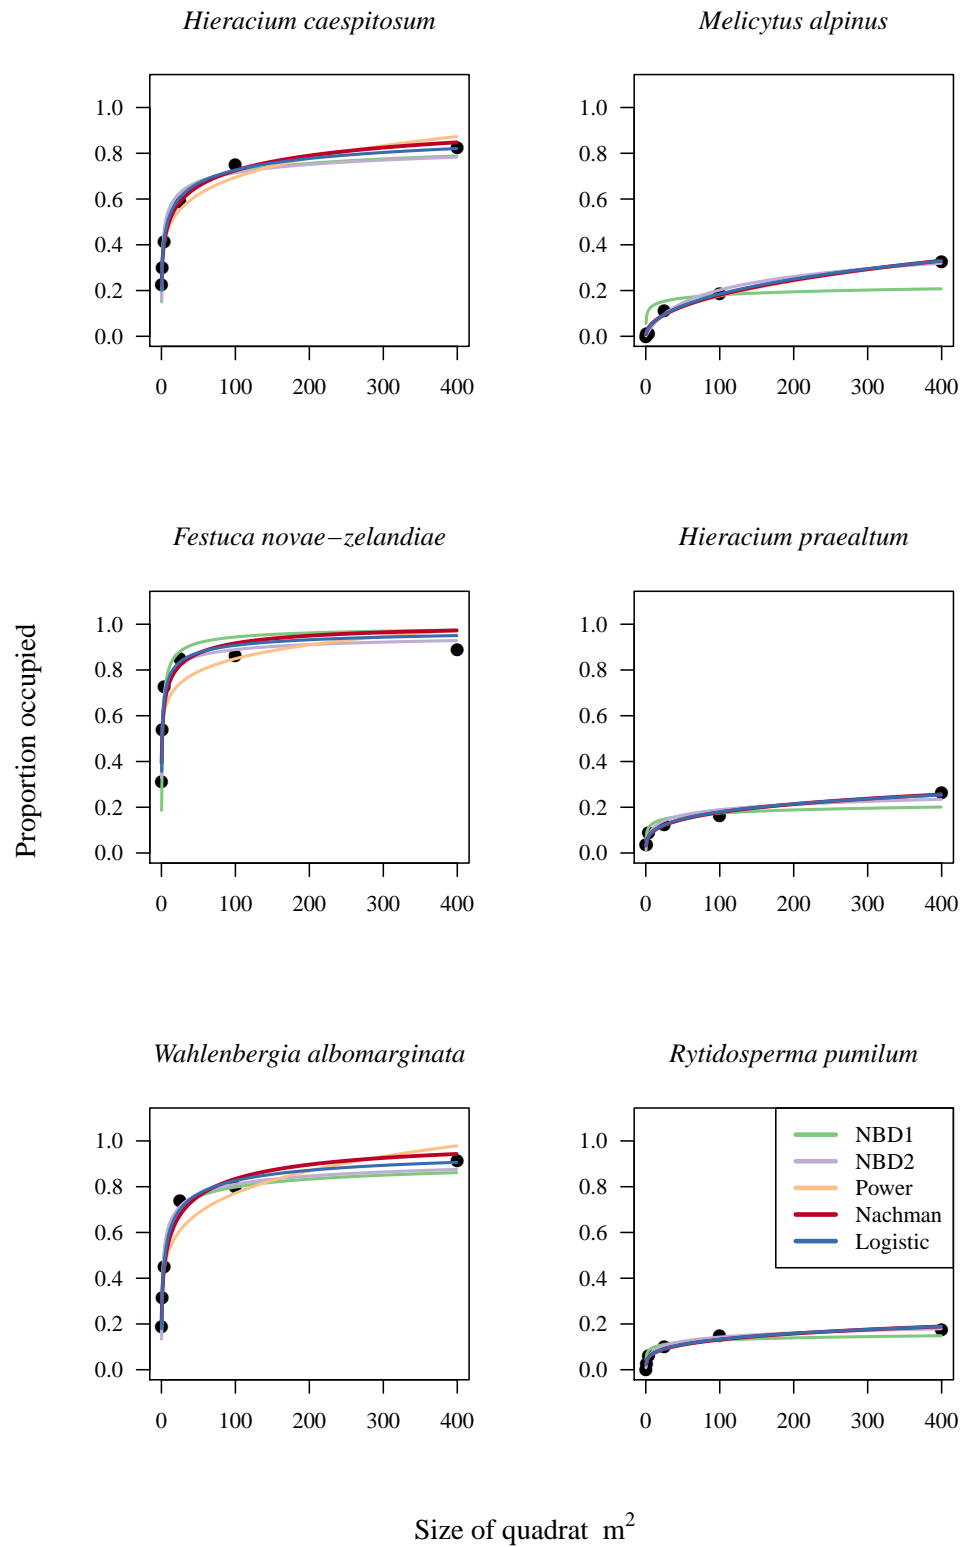 Hieracium caespitosum
Melicytus alpinus
1.0
0.8
0.6
0.4
0.2
0.0
0 100 200 300 400
1.0
0.8
0.6
0.4
0.2
0.0
0 100 200 300 400
Festuca novae−zelandiae
Hieracium praealtum
Proportion occupied
1.0
0.8
0.6
0.4
0.2
0.0
0 100 200 300 400
1.0
0.8
0.6
0.4
0.2
0.0
0 100 200 300 400
Wahlenbergia albomarginata
Rytidosperma pumilum
1.0
0.8
0.6
0.4
0.2
0.0
0 100 200 300 400
1.0
0.8
0.6
0.4
0.2
0.0
0 100 200 300 400
NBD1
NBD2
Power
Nachman
Logistic
Size of quadrat m²